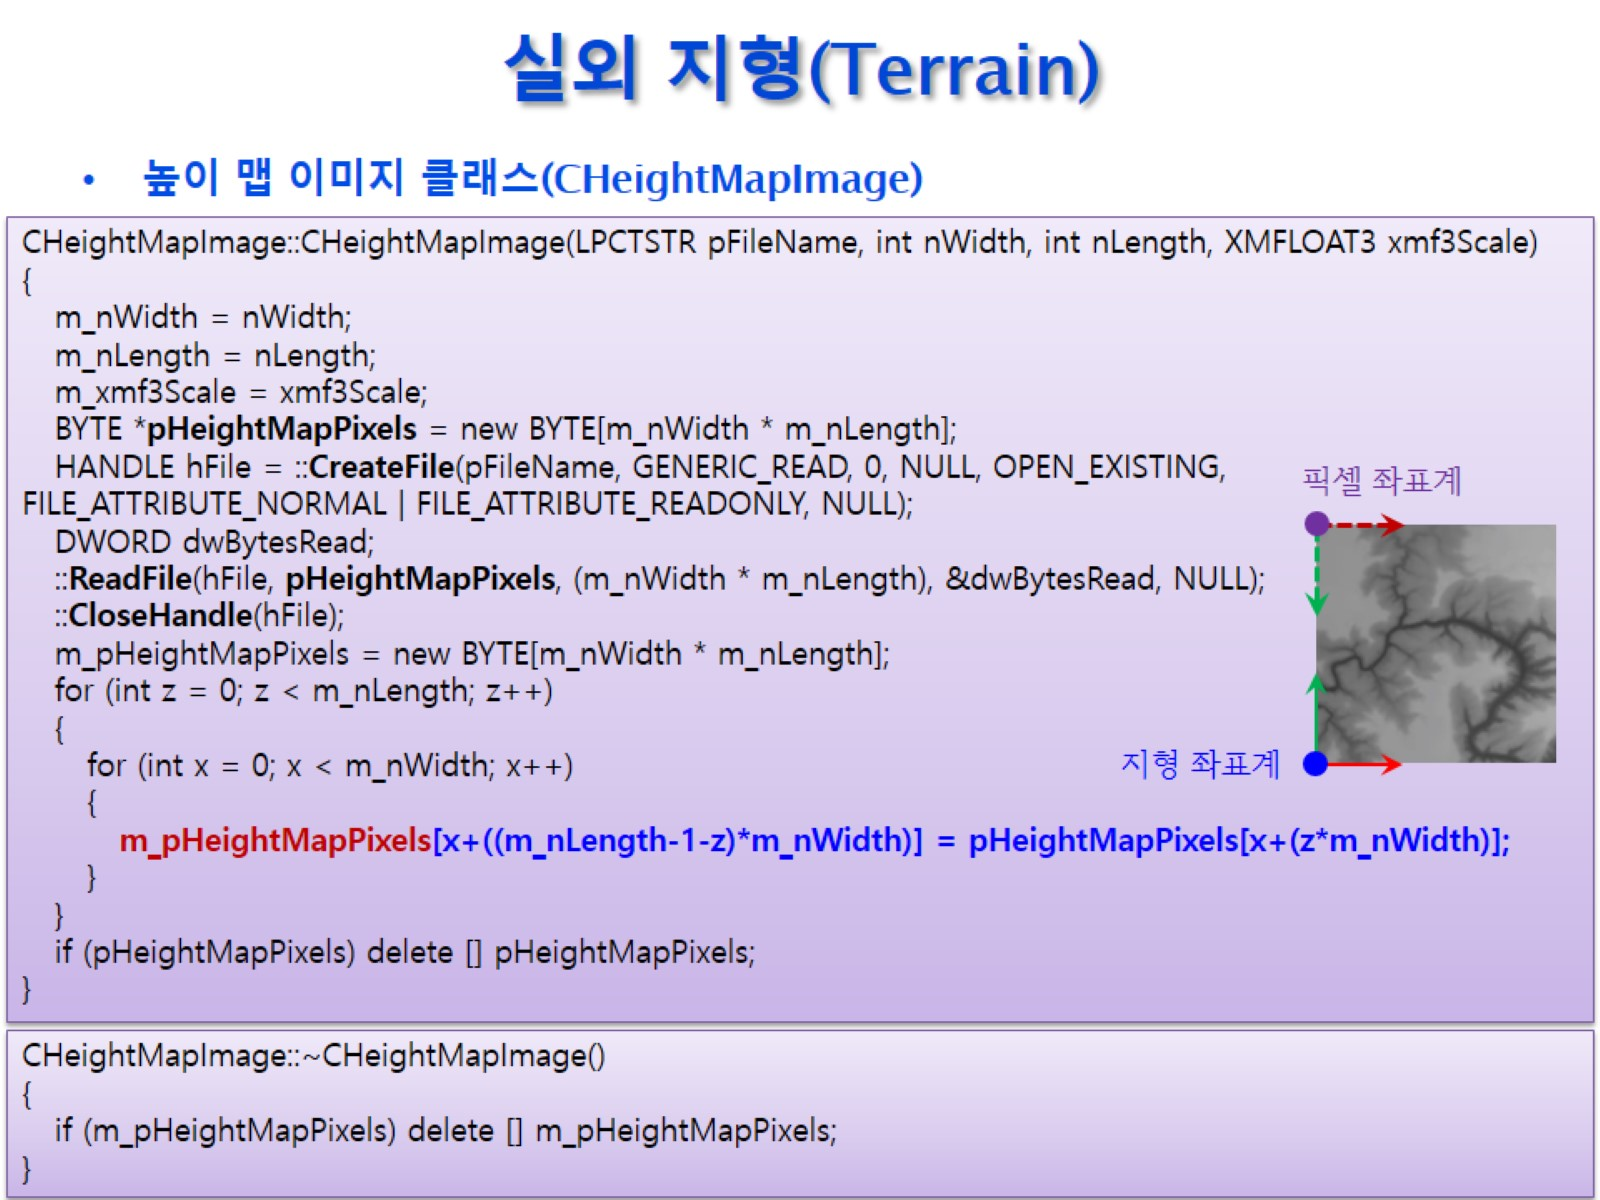 실외 지형(Terrain)
• 높이 맵 이미지 클래스(CHeightMapImage)
CHeightMapImage::CHeightMapImage(LPCTSTR pFileName, int nWidth, int nLength, XMFLOAT3 xmf3Scale)
{
m_nWidth = nWidth;
m_nLength = nLength;
m_xmf3Scale = xmf3Scale;
BYTE *pHeightMapPixels = new BYTE[m_nWidth * m_nLength];
HANDLE hFile = ::CreateFile(pFileName, GENERIC_READ, 0, NULL, OPEN_EXISTING,
FILE_ATTRIBUTE_NORMAL | FILE_ATTRIBUTE_READONLY, NULL);
DWORD dwBytesRead;
::ReadFile(hFile, pHeightMapPixels, (m_nWidth * m_nLength), &dwBytesRead, NULL);
::CloseHandle(hFile);
m_pHeightMapPixels = new BYTE[m_nWidth * m_nLength];
for (int z = 0; z < m_nLength; z++)
{
for (int x = 0; x < m_nWidth; x++)
{
m_pHeightMapPixels[x+((m_nLength-1-z)*m_nWidth)] = pHeightMapPixels[x+(z*m_nWidth)];
}
}
if (pHeightMapPixels) delete [] pHeightMapPixels;
}
픽셀 좌표계
지형 좌표계
CHeightMapImage::~CHeightMapImage()
{
if (m_pHeightMapPixels) delete [] m_pHeightMapPixels;
}